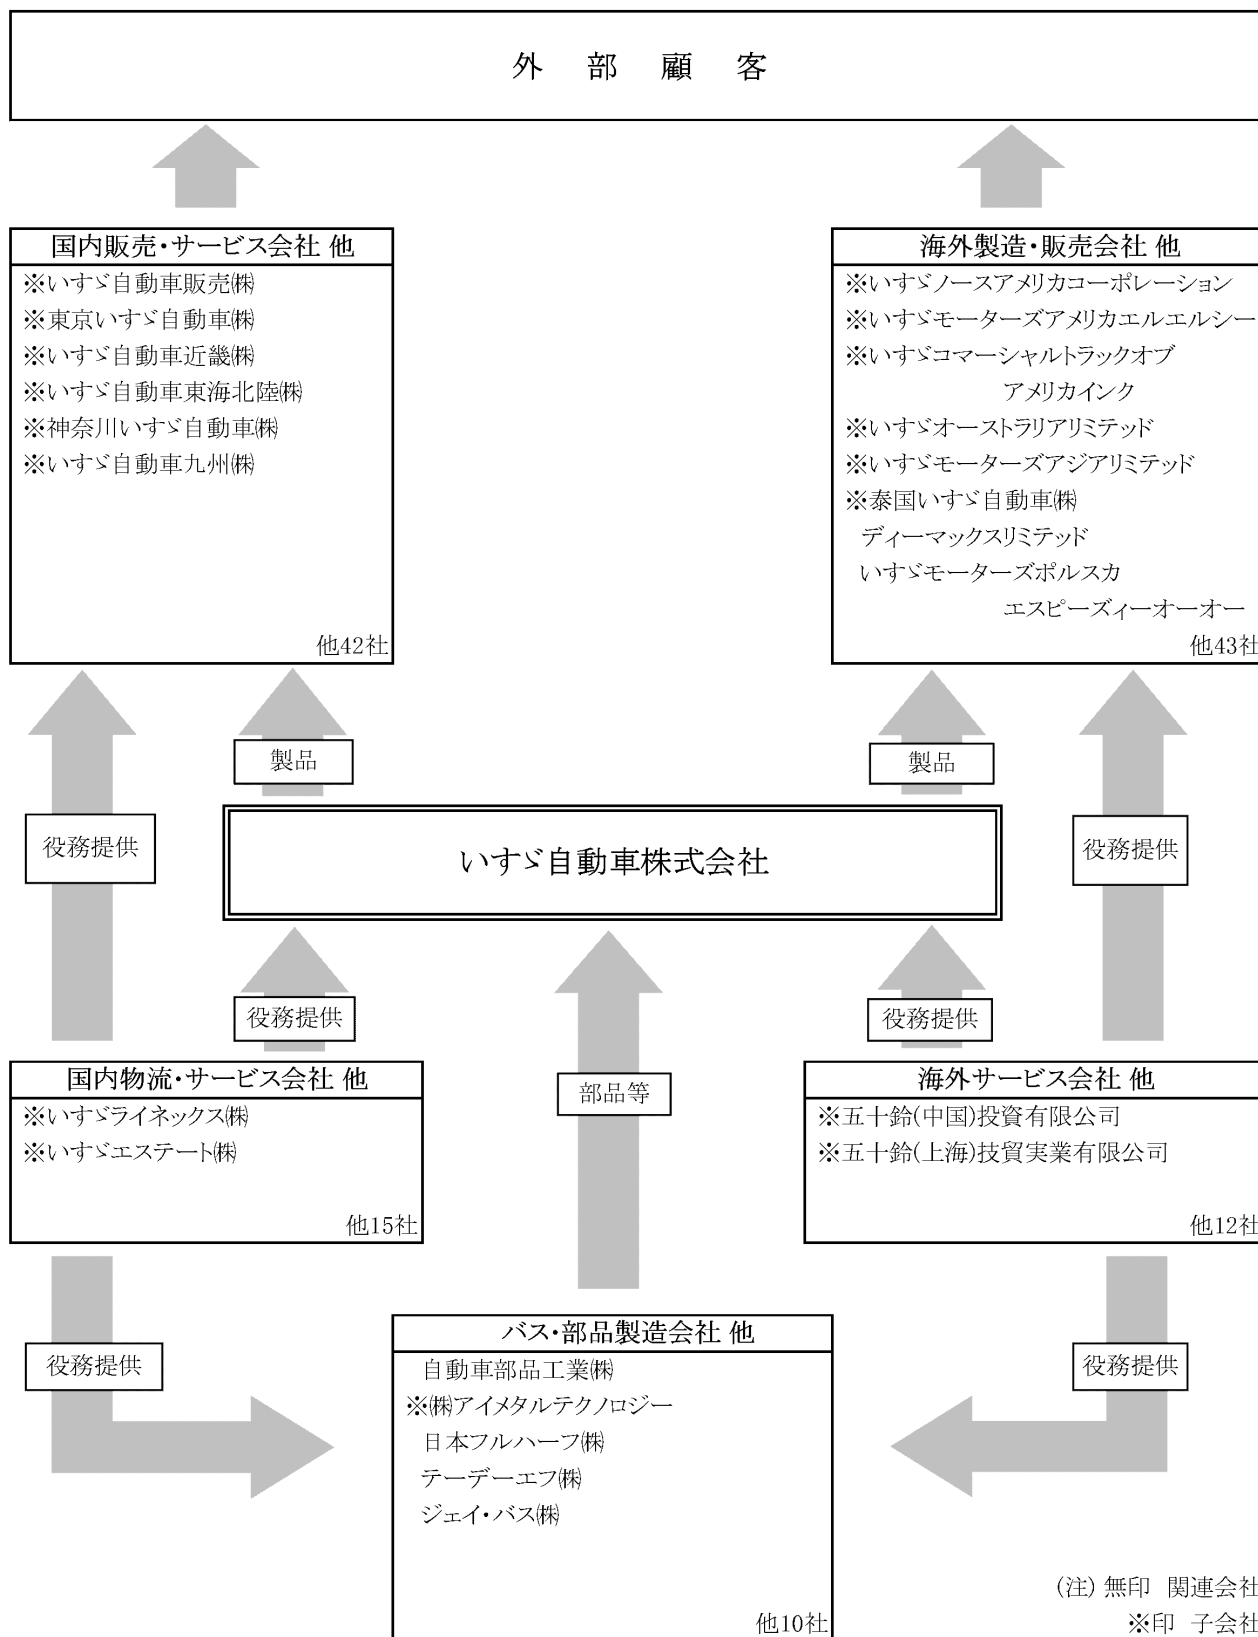 外 部 顧 客
国内販売・サービス会社 他
※いすゞ自動車販売㈱
※東京いすゞ自動車㈱
※いすゞ自動車近畿㈱
※いすゞ自動車東海北陸㈱
※神奈川いすゞ自動車㈱
※いすゞ自動車九州㈱
他42社
海外製造・販売会社 他
※いすゞノースアメリカコーポレーション
※いすゞモーターズアメリカエルエルシー
※いすゞコマーシャルトラックオブ
アメリカインク
※いすゞオーストラリアリミテッド
※いすゞモーターズアジアリミテッド
※泰国いすゞ自動車㈱
ディーマックスリミテッド
いすゞモーターズポルスカ
エスピーズィーオーオー
他43社
製品
製品
役務提供
いすゞ自動車株式会社
役務提供
役務提供
部品等
役務提供
国内物流・サービス会社 他
※いすゞライネックス㈱
※いすゞエステート㈱
他15社
海外サービス会社 他
※五十鈴(中国)投資有限公司
※五十鈴(上海)技貿実業有限公司
他12社
役務提供
役務提供
バス・部品製造会社 他
自動車部品工業㈱
※㈱アイメタルテクノロジー
日本フルハーフ㈱
テーデーエフ㈱
ジェイ・バス㈱
他10社
(注) 無印 関連会社
※印 子会社